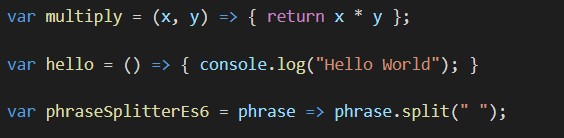 var multiply = (x, y) => { return x * y };
var hello = () => { console.log("Hello World"); }
var phraseSplitterEs6 = phrase => phrase.split(" ");